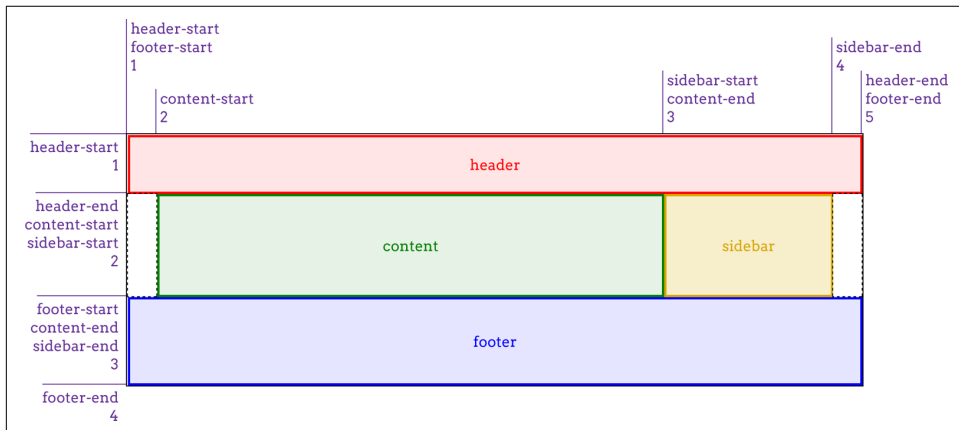 header-start
footer-start
1
content-start
2
sidebar-start
content-end
3
sidebar-end
4
header-end
footer-end
5
header-start
1
header
header-end
content-start
sidebar-start
2
content
sidebar
footer-start
content-end
sidebar-end
3
footer
footer-end
4